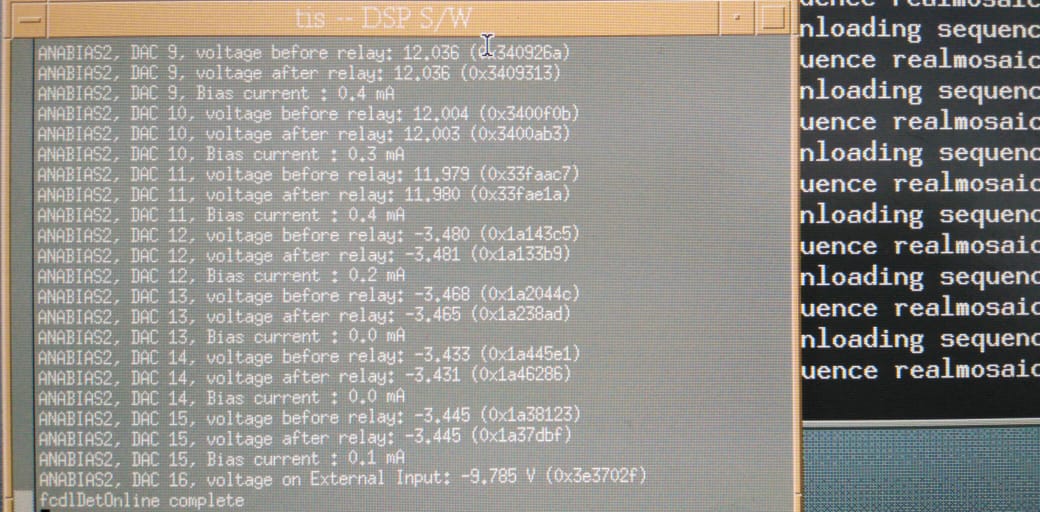 tis -- DSP S/W
ANABIAS2, DAC 9, voltage before relay: 12.036 (0x340926a)
ANABIAS2, DAC 9, voltage after relay: 12.036 (0x3409313)
ANABIAS2, DAC 9, Bias current : 0.4 mA
ANABIAS2, DAC 10, voltage before relay: 12.004 (0x3400f0b)
ANABIAS2, DAC 10, voltage after relay: 12.003 (0x3400ab3)
ANABIAS2, DAC 10, Bias current : 0.3 mA
ANABIAS2, DAC 11, voltage before relay: 11.979 (0x33faac7)
ANABIAS2, DAC 11, voltage after relay: 11.980 (0x33fae1a)
ANABIAS2, DAC 11, Bias current : 0.4 mA
ANABIAS2, DAC 12, voltage before relay: -3.480 (0x1a143c5)
ANABIAS2, DAC 12, voltage after relay: -3.481 (0x1a133b9)
ANABIAS2, DAC 12, Bias current : 0.2 mA
ANABIAS2, DAC 13, voltage before relay: -3.468 (0x1a2044c)
ANABIAS2, DAC 13, voltage after relay: -3.465 (0x1a238ad)
ANABIAS2, DAC 13, Bias current : 0.0 mA
ANABIAS2, DAC 14, voltage before relay: -3.433 (0x1a445e1)
ANABIAS2, DAC 14, voltage after relay: -3.431 (0x1a46286)
ANABIAS2, DAC 14, Bias current : 0.0 mA
ANABIAS2, DAC 15, voltage before relay: -3.445 (0x1a38123)
ANABIAS2, DAC 15, voltage after relay: -3.445 (0x1a37dbf)
ANABIAS2, DAC 15, Bias current : 0.1 mA
ANABIAS2, DAC 16, voltage on External Input: -9.785 V (0x3e3702f)
fcdlDetOnline complete
uence realmosaic
nloading sequenc
uence realmosaic
nloading sequenc
uence realmosaic
nloading sequenc
uence realmosaic
nloading sequenc
uence realmosaic
nloading sequenc
uence realmosaic
nloading sequenc
uence realmosaic